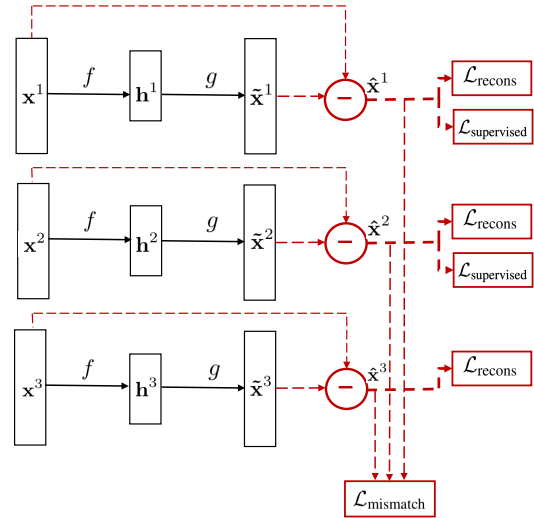 x¹ f h¹ g x̃¹ − x̂¹ ℒrecons
ℒsupervised
x² f h² g x̃² − x̂² ℒrecons
ℒsupervised
x³ f h³ g x̃³ − x̂³ ℒrecons
ℒmismatch